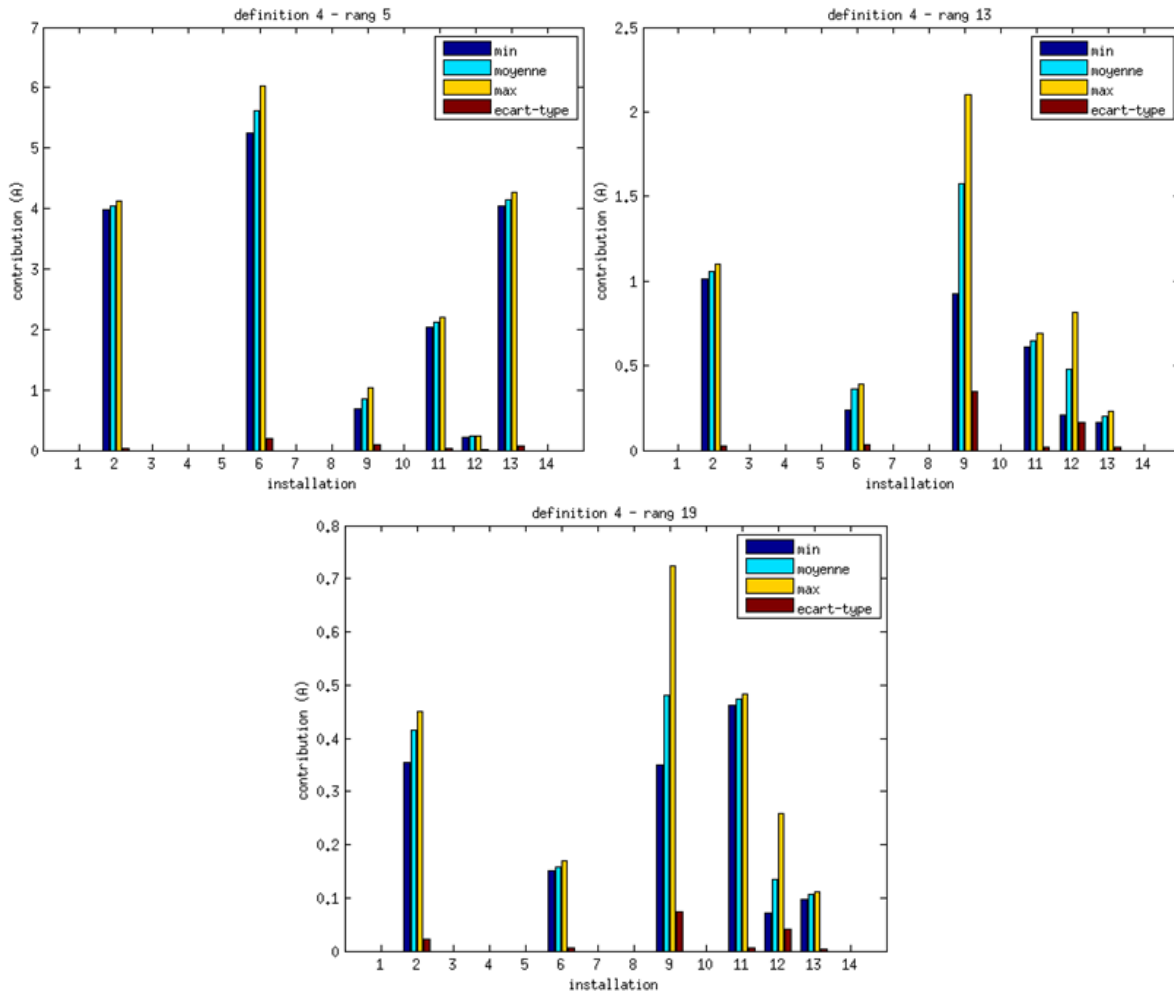 definition 4 - rang 5
7
6
5
4
3
2
1
0
contribution (A)
min
moyenne
max
ecart-type
1 2 3 4 5 6 7 8 9 10 11 12 13 14
installation
definition 4 - rang 13
2.5
2
1.5
1
0.5
0
contribution (A)
min
moyenne
max
ecart-type
1 2 3 4 5 6 7 8 9 10 11 12 13 14
installation
definition 4 - rang 19
0.8
0.7
0.6
0.5
0.4
0.3
0.2
0.1
0
contribution (A)
min
moyenne
max
ecart-type
1 2 3 4 5 6 7 8 9 10 11 12 13 14
installation